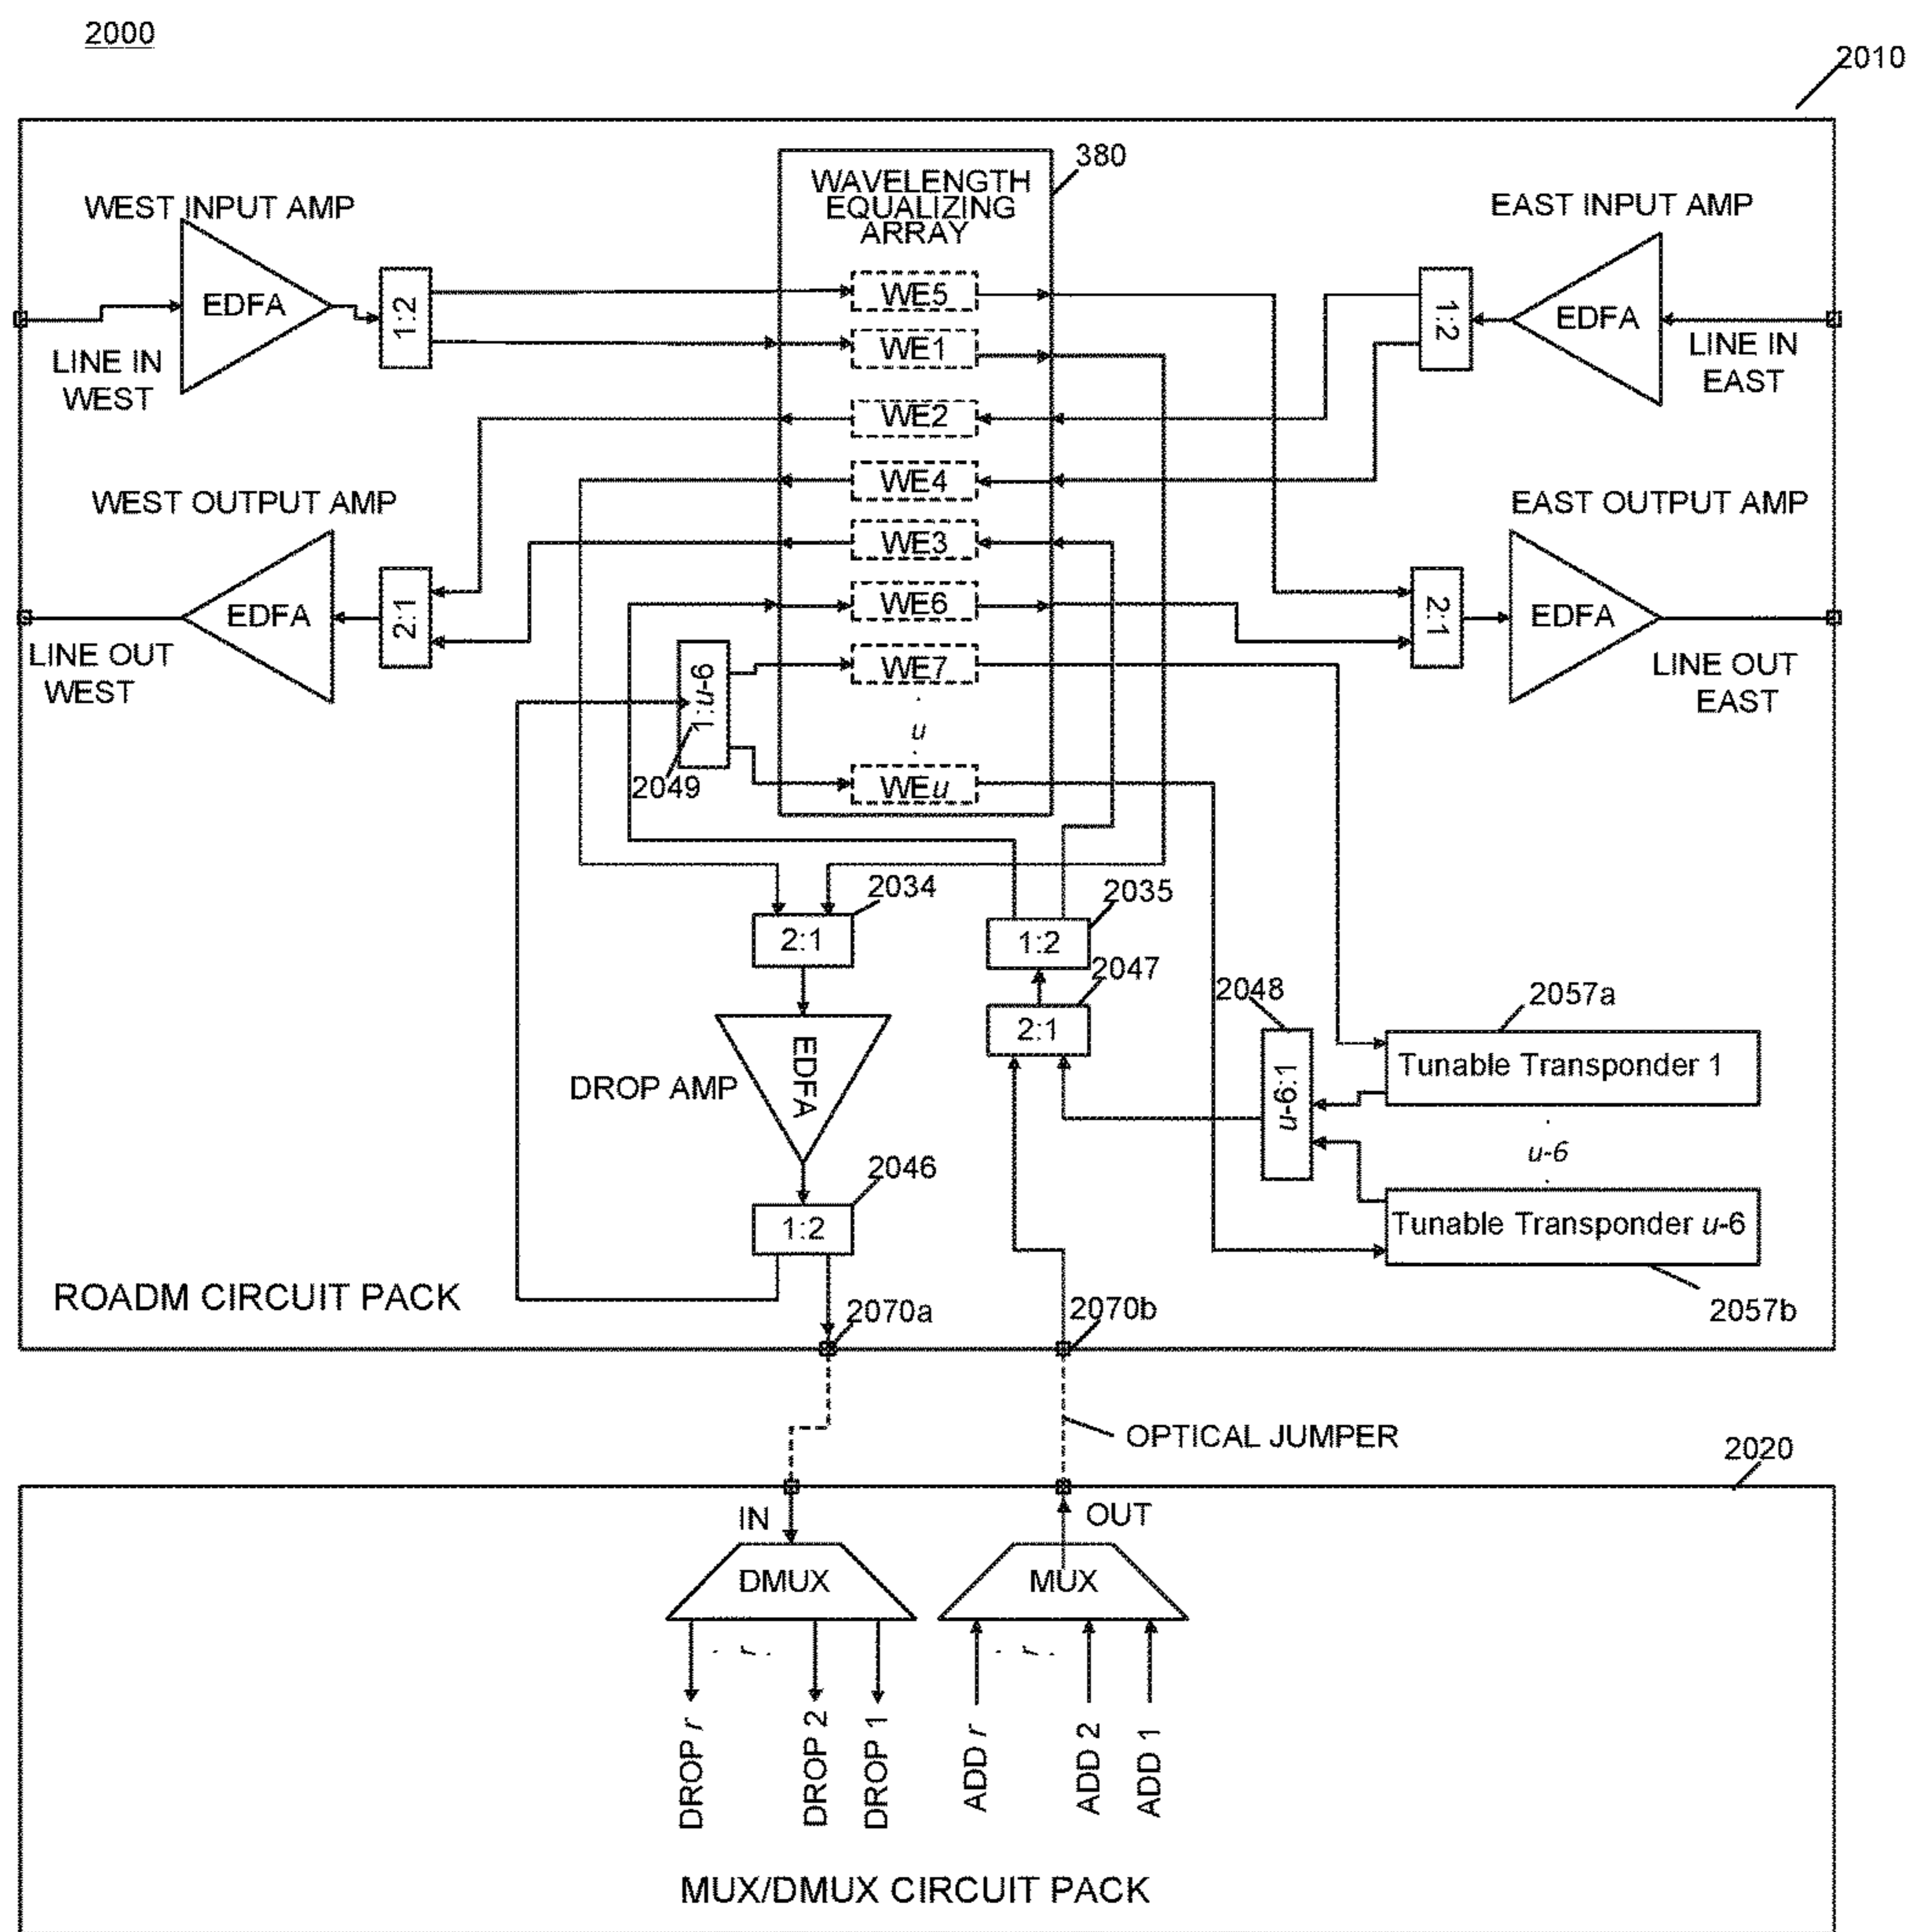 2000
2010
380
WAVELENGTH
EQUALIZING
ARRAY
WEST INPUT AMP
EAST INPUT AMP
EDFA
1:2
WE5
WE1
1:2
EDFA
LINE IN
WEST
LINE IN
EAST
WE2
WE4
WEST OUTPUT AMP
EAST OUTPUT AMP
WE3
EDFA
2:1
WE6
2:1
EDFA
LINE OUT
WEST
1:u-6
WE7
LINE OUT
EAST
u
2049
WEu
2034
2035
2:1
1:2
2047
2048
2057a
2:1
EDFA
DROP AMP
u-6:1
Tunable Transponder 1
u-6
2046
1:2
Tunable Transponder u-6
ROADM CIRCUIT PACK
2070a
2070b
2057b
OPTICAL JUMPER
2020
IN
OUT
DMUX
MUX
r
r
DROP r
DROP 2
DROP 1
ADD r
ADD 2
ADD 1
MUX/DMUX CIRCUIT PACK